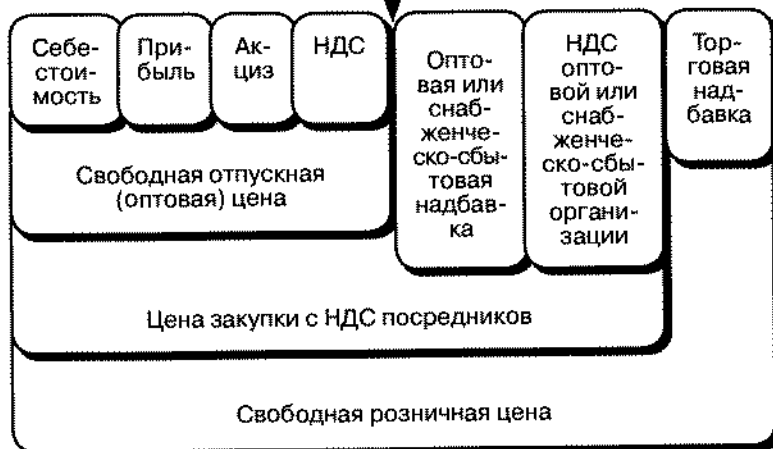 Себе-
стои-
мость
При-
быль
Ак-
циз
НДС
Опто-
вая или
снаб-
женче-
ско-сбы-
товая
надбав-
ка
НДС
опто-
вой или
снаб-
женче-
ско-сбы-
товой
органи-
зации
Тор-
говая
над-
бавка
Свободная отпускная
(оптовая) цена
Цена закупки с НДС посредников
Свободная розничная цена